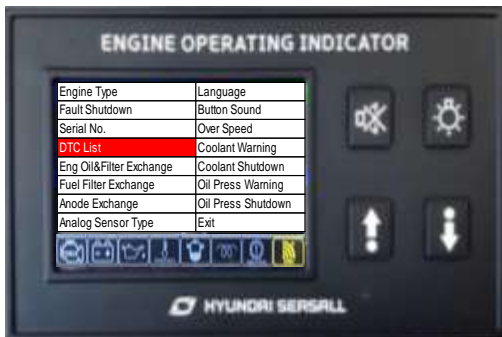 ENGINE OPERATING INDICATOR
Engine Type Language
Fault Shutdown Button Sound
Serial No. Over Speed
DTC List Coolant Warning
Eng Oil&Filter Exchange Coolant Shutdown
Fuel Filter Exchange Oil Press Warning
Anode Exchange Oil Press Shutdown
Analog Sensor Type Exit
HYUNDAI SEASALL